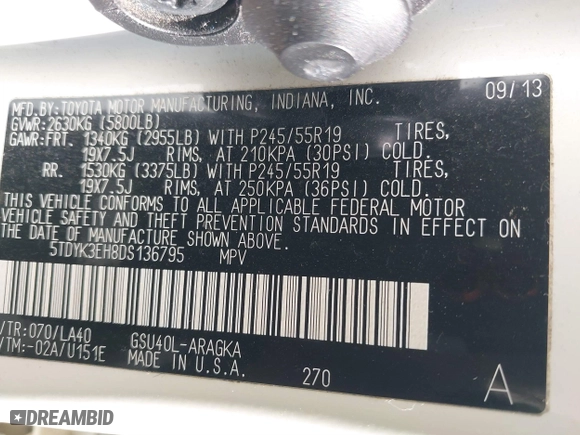 MFD.BY:TOYOTA MOTOR MANUFACTURING, INDIANA, INC. 09/13
GVWR:2630KG (5800LB)
GAWR:FRT. 1340KG (2955LB) WITH P245/55R19 TIRES,
19X7.5J RIMS, AT 210KPA (30PSI) COLD.
RR. 1530KG (3375LB) WITH P245/55R19 TIRES,
19X7.5J RIMS, AT 250KPA (36PSI) COLD.
THIS VEHICLE CONFORMS TO ALL APPLICABLE FEDERAL MOTOR
VEHICLE SAFETY AND THEFT PREVENTION STANDARDS IN EFFECT ON
THE DATE OF MANUFACTURE SHOWN ABOVE.
5TDYK3EH8DS136795 MPV
/TR:070/LA40 GSU40L-ARAGKA
/TM:-02A/U151E MADE IN U.S.A.
270 A
DREAMBID